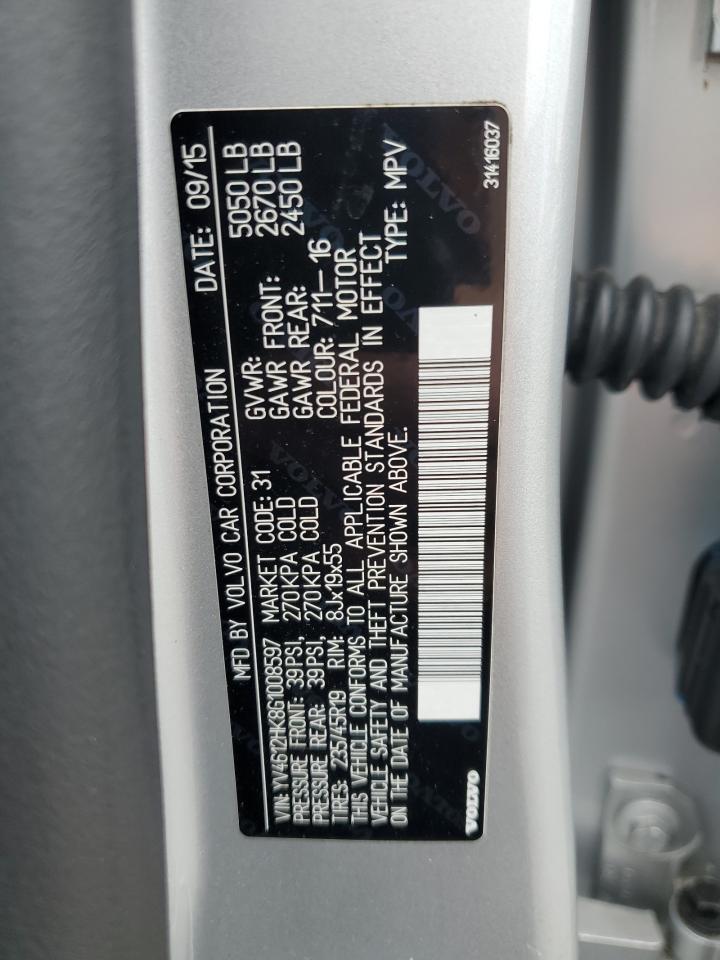 MFD BY VOLVO CAR CORPORATION DATE: 09/15
VIN: YV4612HK8G1008597 MARKET CODE: 31 GVWR: 5050 LB
PRESSURE FRONT: 39PSI, 270KPA COLD GAWR FRONT: 2670 LB
PRESSURE REAR: 39PSI, 270KPA COLD GAWR REAR: 2450 LB
TIRES: 235/45R19 RIM: 8Jx19x55 COLOUR: 711-16
THIS VEHICLE CONFORMS TO ALL APPLICABLE FEDERAL MOTOR
VEHICLE SAFETY AND THEFT PREVENTION STANDARDS IN EFFECT
ON THE DATE OF MANUFACTURE SHOWN ABOVE. TYPE: MPV
VOLVO 31416037